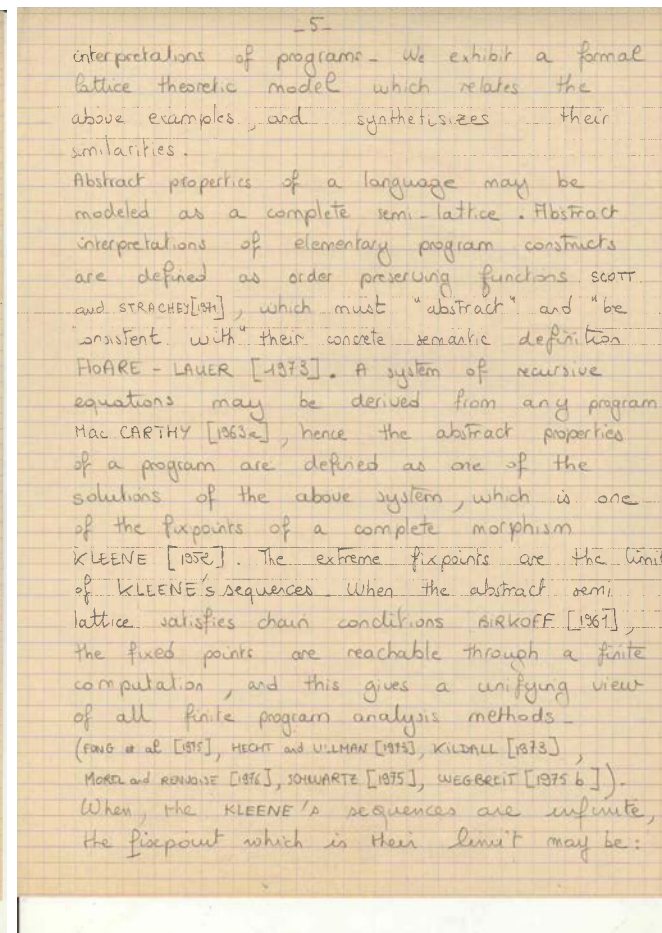 -5-
interpretations of programs - We exhibit a formal
lattice theoretic model which relates the
above examples, and synthetisizes their
similarities.
Abstract properties of a language may be
modeled as a complete semi-lattice. Abstract
interpretations of elementary program constructs
are defined as order preserving functions SCOTT
and STRACHEY[1971], which must "abstract" and "be
onsistent with" their concrete semantic definition
HOARE - LAUER [1973]. A system of recursive
equations may be derived from any program
Mac CARTHY [1963a], hence the abstract properties
of a program are defined as one of the
solutions of the above system, which is one
of the fixpoints of a complete morphism
KLEENE [1952]. The extreme fixpoints are the limit
of KLEENE's sequences - When the abstract semi
lattice satisfies chain conditions BIRKOFF [1967],
the fixed points are reachable through a finite
computation, and this gives a unifying view
of all finite program analysis methods -
(FONG et al [1975], HECHT and ULLMAN [1975], KILDALL [1973],
MOREL and RENVOISE [1976], SCHWARTZ [1975], WEGBREIT [1975 b]).
When, the KLEENE's sequences are infinite,
the fixpoint which is their limit may be: